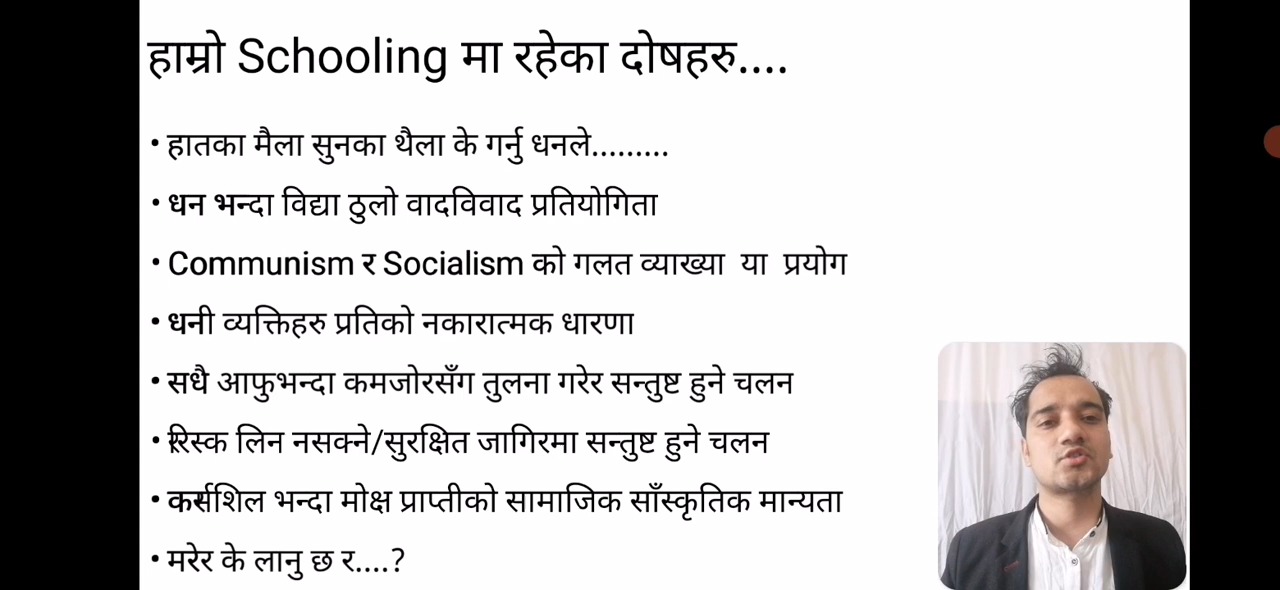 हाम्रो Schooling मा रहेका दोषहरु....
• हातका मैला सुनका थैला के गर्नु धनले.........
• धन भन्दा विद्या ठुलो वादविवाद प्रतियोगिता
• Communism र Socialism को गलत व्याख्या या प्रयोग
• धनी व्यक्तिहरु प्रतिको नकारात्मक धारणा
• सधै आफुभन्दा कमजोरसँग तुलना गरेर सन्तुष्ट हुने चलन
• रिस्क लिन नसक्ने/सुरक्षित जागिरमा सन्तुष्ट हुने चलन
• भन्दा मोक्ष प्राप्तीको सामाजिक साँस्कृतिक मान्यता
• मरेर के लानु छ र....?